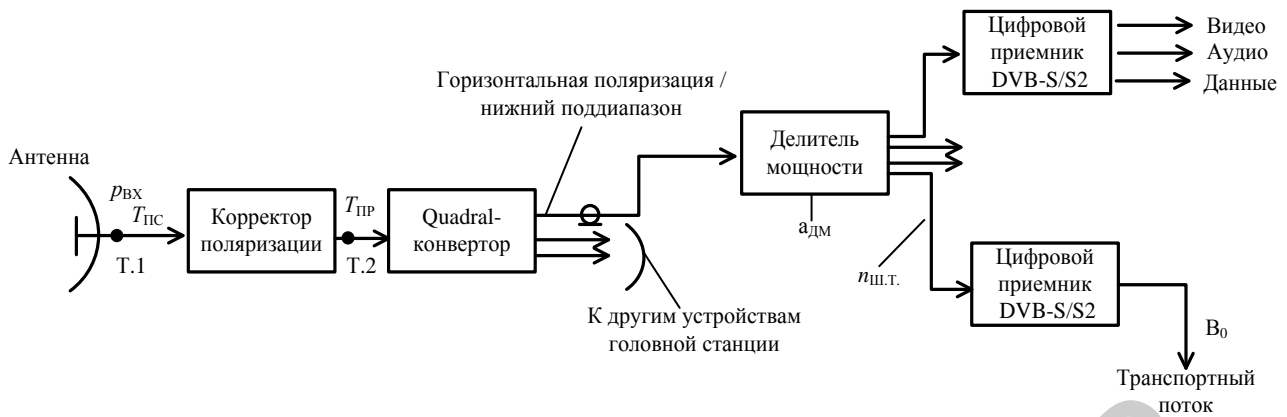 Антенна
pВХ
TПС
Т.1
Корректор
поляризации
TПР
Т.2
Quadral-
конвертор
Горизонтальная поляризация /
нижний поддиапазон
К другим устройствам
головной станции
Делитель
мощности
aДМ
nШ.Т.
Цифровой
приемник
DVB-S/S2
Видео
Аудио
Данные
Цифровой
приемник
DVB-S/S2
B0
Транспортный
поток